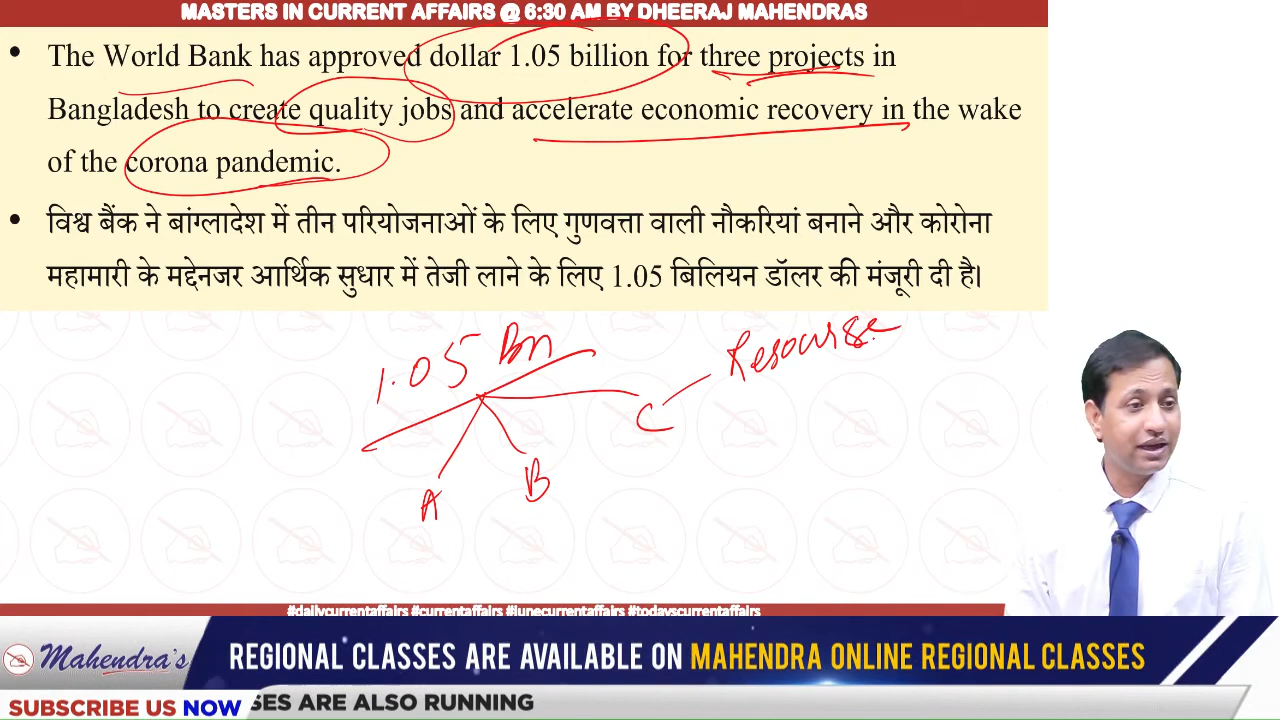 MASTERS IN CURRENT AFFAIRS @ 6:30 AM BY DHEERAJ MAHENDRAS
• The World Bank has approved dollar 1.05 billion for three projects in
Bangladesh to create quality jobs and accelerate economic recovery in the wake
of the corona pandemic.
• विश्व बैंक ने बांग्लादेश में तीन परियोजनाओं के लिए गुणवत्ता वाली नौकरियां बनाने और कोरोना
महामारी के मद्देनजर आर्थिक सुधार में तेजी लाने के लिए 1.05 बिलियन डॉलर की मंजूरी दी है।
1.05 Bn
Resourse
C
B
A
#dailycurrentaffairs #currentaffairs #junecurrentaffairs #todayscurrentaffairs
Mahendra's
REGIONAL CLASSES ARE AVAILABLE ON MAHENDRA ONLINE REGIONAL CLASSES
SUBSCRIBE US NOW
SES ARE ALSO RUNNING